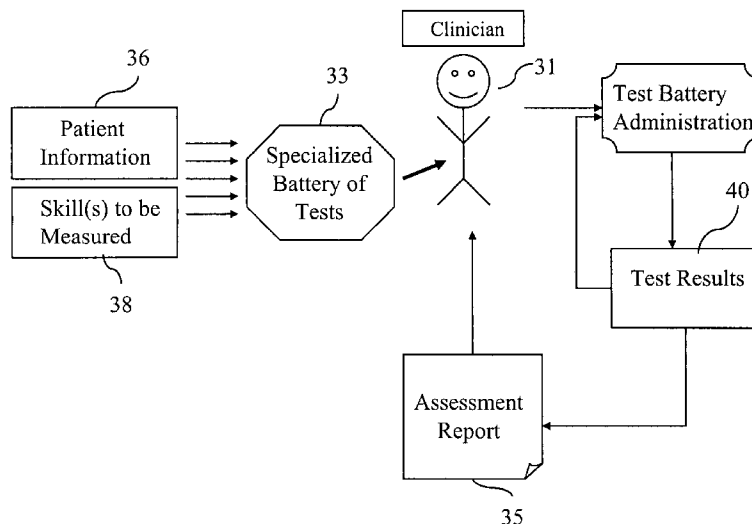 Clinician
36
31
33
Patient
Information
Specialized
Battery of
Tests
Test Battery
Administration
Skill(s) to be
Measured
38
40
Test Results
Assessment
Report
35